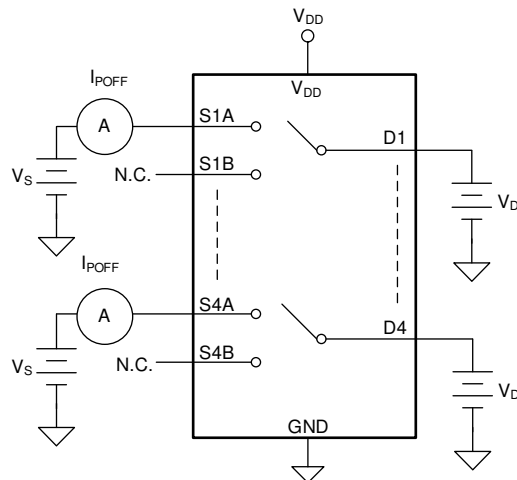 VDD
VDD
IPOFF
A
S1A
D1
VS
N.C.
S1B
VD
IPOFF
A
S4A
D4
VS
N.C.
S4B
VD
GND